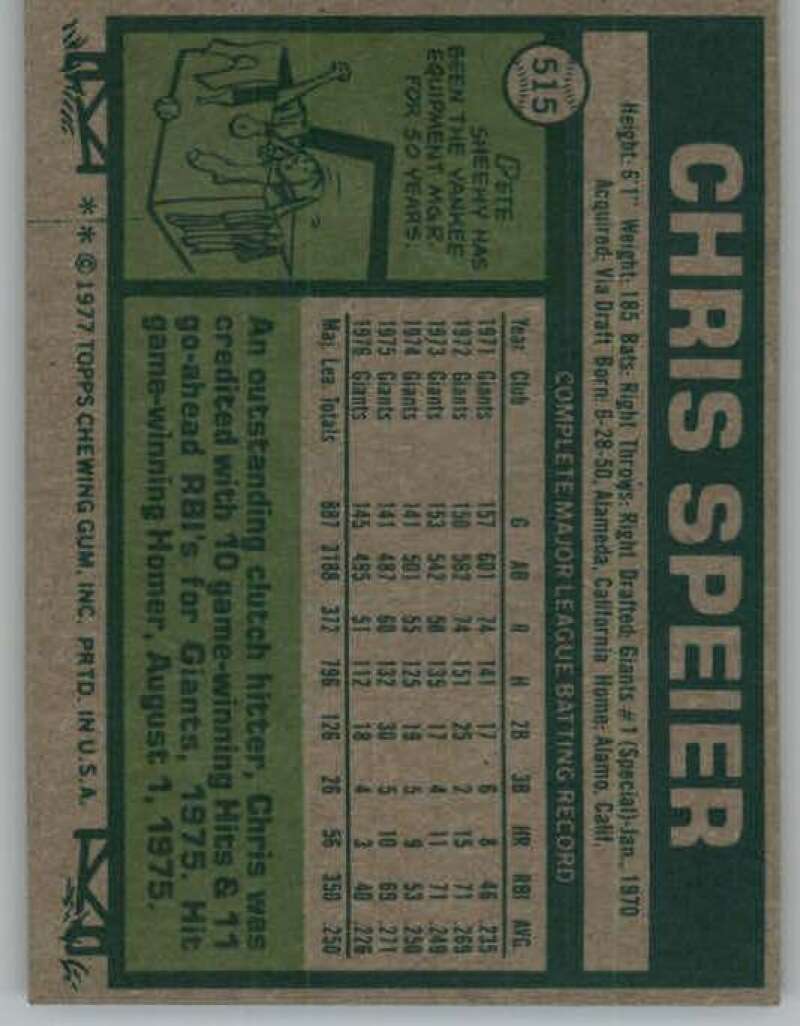 515
CHRIS SPEIER
Height: 6'1" Weight: 185 Bats: Right Throws: Right Drafted: Giants #1 (Special)-Jan., 1970
Acquired: Via Draft Born: 6-28-50, Alameda, California Home: Alamo, Calif.
COMPLETE MAJOR LEAGUE BATTING RECORD
Year Club G AB R H 2B 3B HR RBI AVG.
1971 Giants 157 601 74 141 17 6 8 46 .235
1972 Giants 150 562 74 151 25 2 15 71 .269
1973 Giants 153 542 58 135 17 4 11 71 .249
1974 Giants 141 501 55 125 19 5 9 53 .250
1975 Giants 141 487 60 132 30 5 10 69 .271
1976 Giants 145 495 51 112 18 4 3 40 .226
Maj. Lea. Totals 887 3188 372 796 126 26 56 350 .250
PETE
SHEEHY HAS
BEEN THE YANKEE
EQUIPMENT MGR.
FOR 50 YEARS.
An outstanding clutch hitter, Chris was
credited with 10 game-winning Hits & 11
go-ahead RBI's for Giants, 1975. Hit
game-winning Homer, August 1, 1975.
* * © 1977 TOPPS CHEWING GUM, INC. PRTD. IN U.S.A.